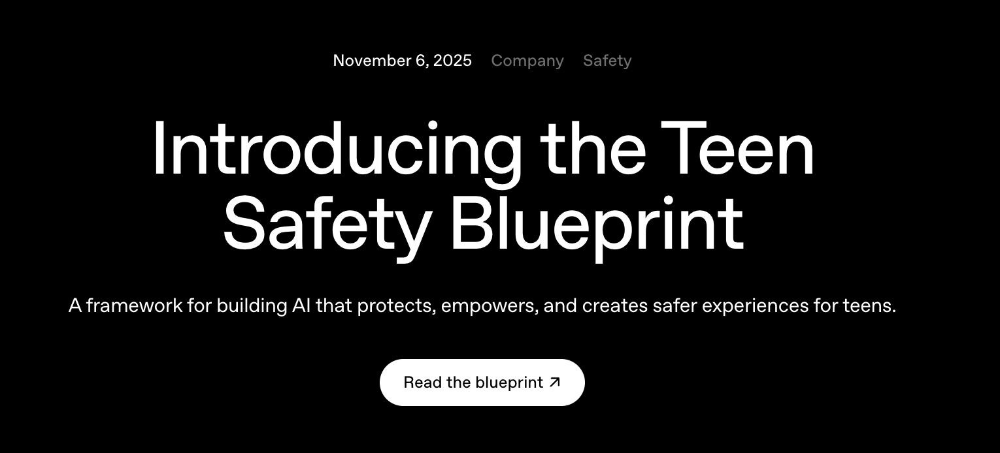 November 6, 2025 Company Safety
Introducing the Teen
Safety Blueprint
A framework for building AI that protects, empowers, and creates safer experiences for teens.
Read the blueprint ↗